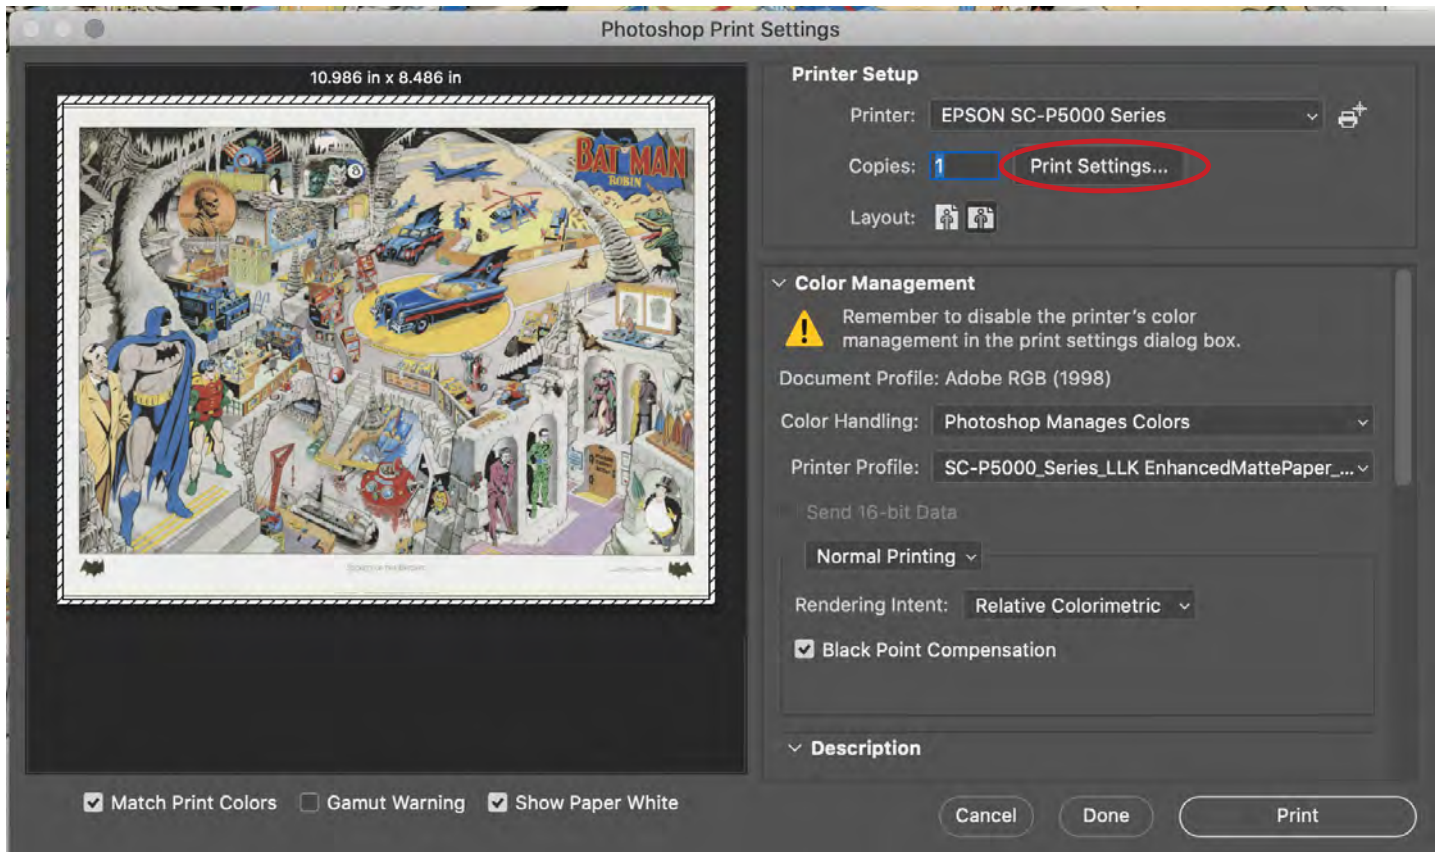 Photoshop Print Settings
10.986 in x 8.486 in
BATMAN
ROBIN
8
Printer Setup
Printer: EPSON SC-P5000 Series
Copies: 1 Print Settings...
Layout:
Color Management
Remember to disable the printer's color
management in the print settings dialog box.
Document Profile: Adobe RGB (1998)
Color Handling: Photoshop Manages Colors
Printer Profile: SC-P5000_Series_LLK EnhancedMattePaper_...
Send 16-bit Data
Normal Printing
Rendering Intent: Relative Colorimetric
Black Point Compensation
Description
Match Print Colors Gamut Warning Show Paper White
Cancel Done Print